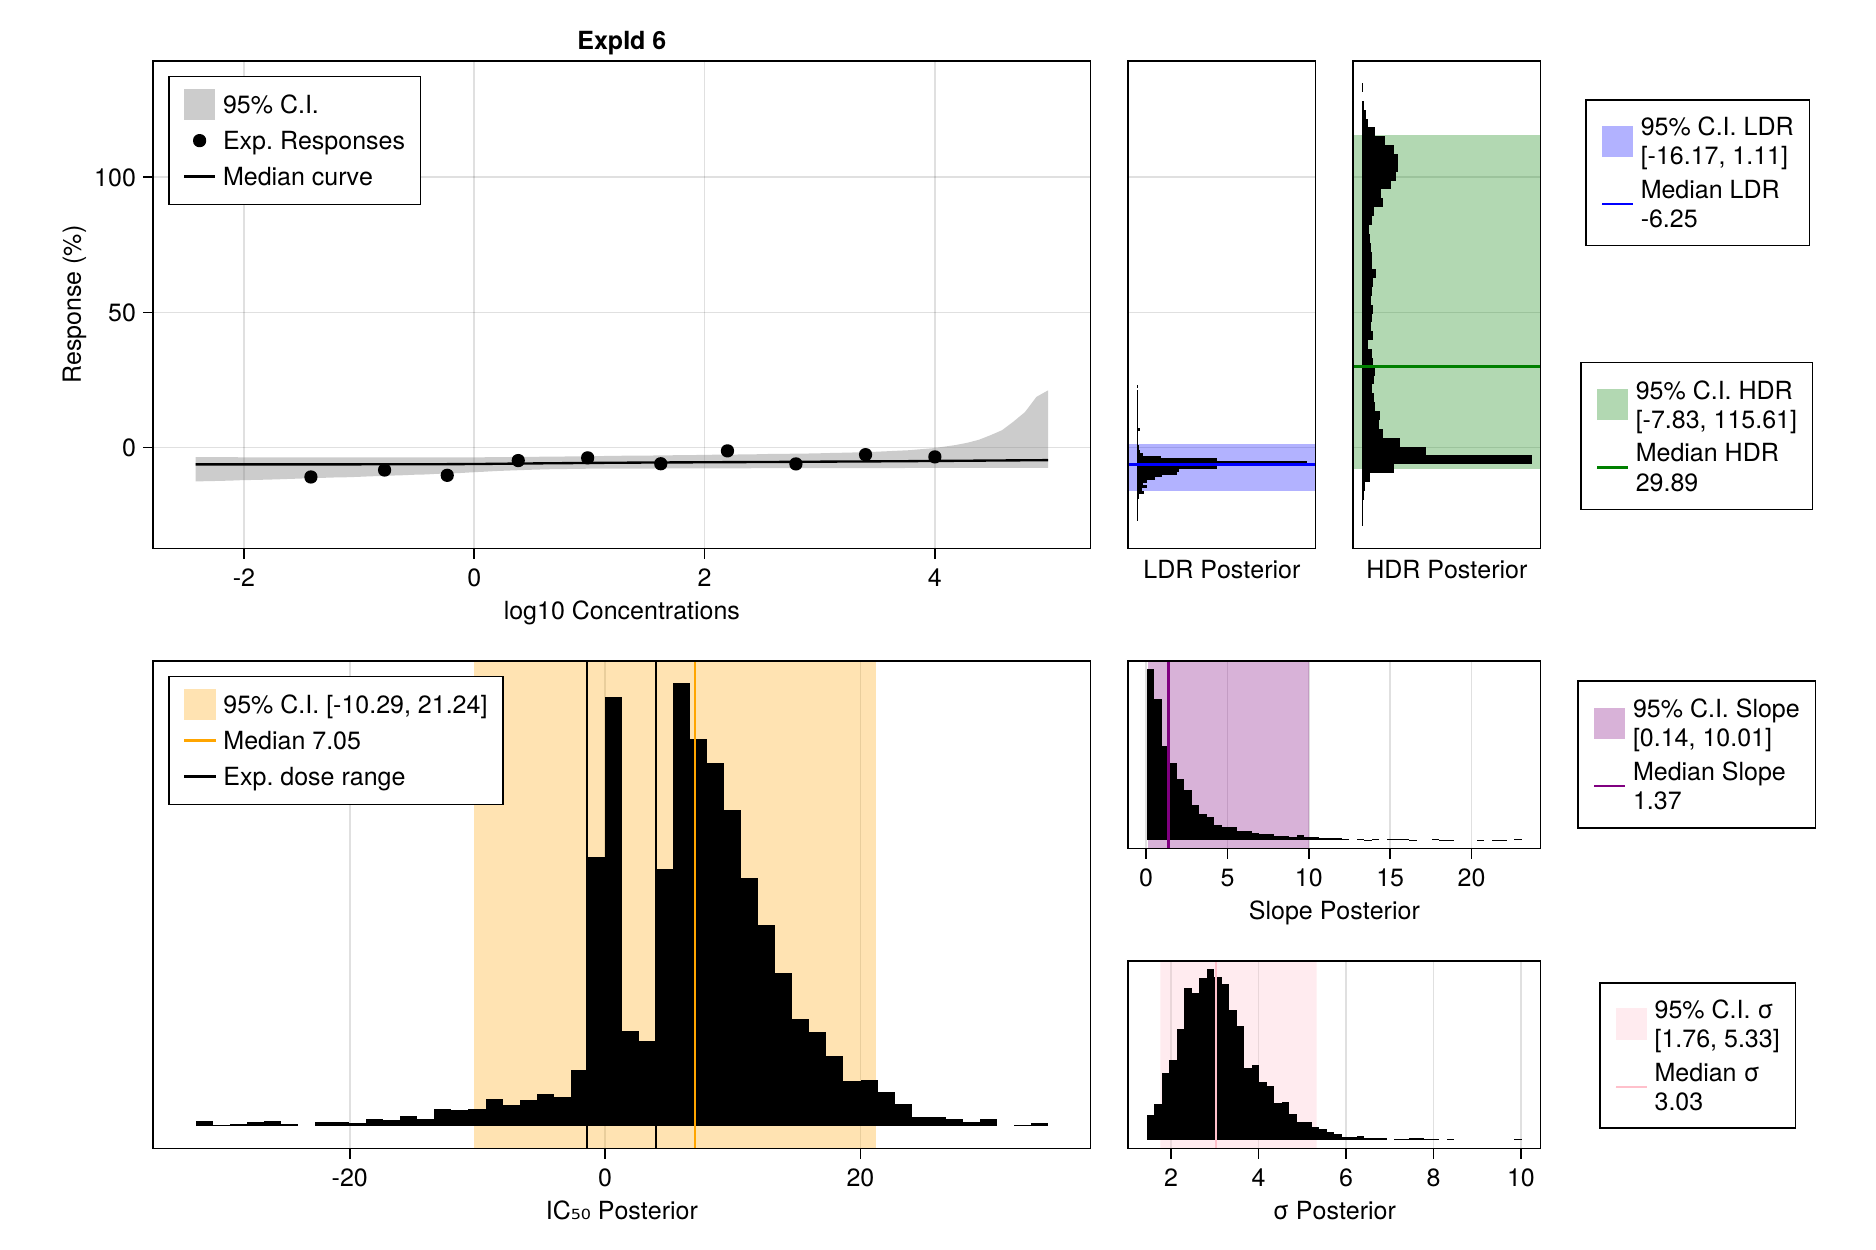 ExpId 6
95% C.I.
Exp. Responses
Median curve
Response (%)
100
50
0
-2
0
2
4
log10 Concentrations
LDR Posterior
HDR Posterior
95% C.I. LDR
[-16.17, 1.11]
Median LDR
-6.25
95% C.I. HDR
[-7.83, 115.61]
Median HDR
29.89
95% C.I. [-10.29, 21.24]
Median 7.05
Exp. dose range
-20
0
20
IC₅₀ Posterior
0
5
10
15
20
Slope Posterior
95% C.I. Slope
[0.14, 10.01]
Median Slope
1.37
2
4
6
8
10
σ Posterior
95% C.I. σ
[1.76, 5.33]
Median σ
3.03